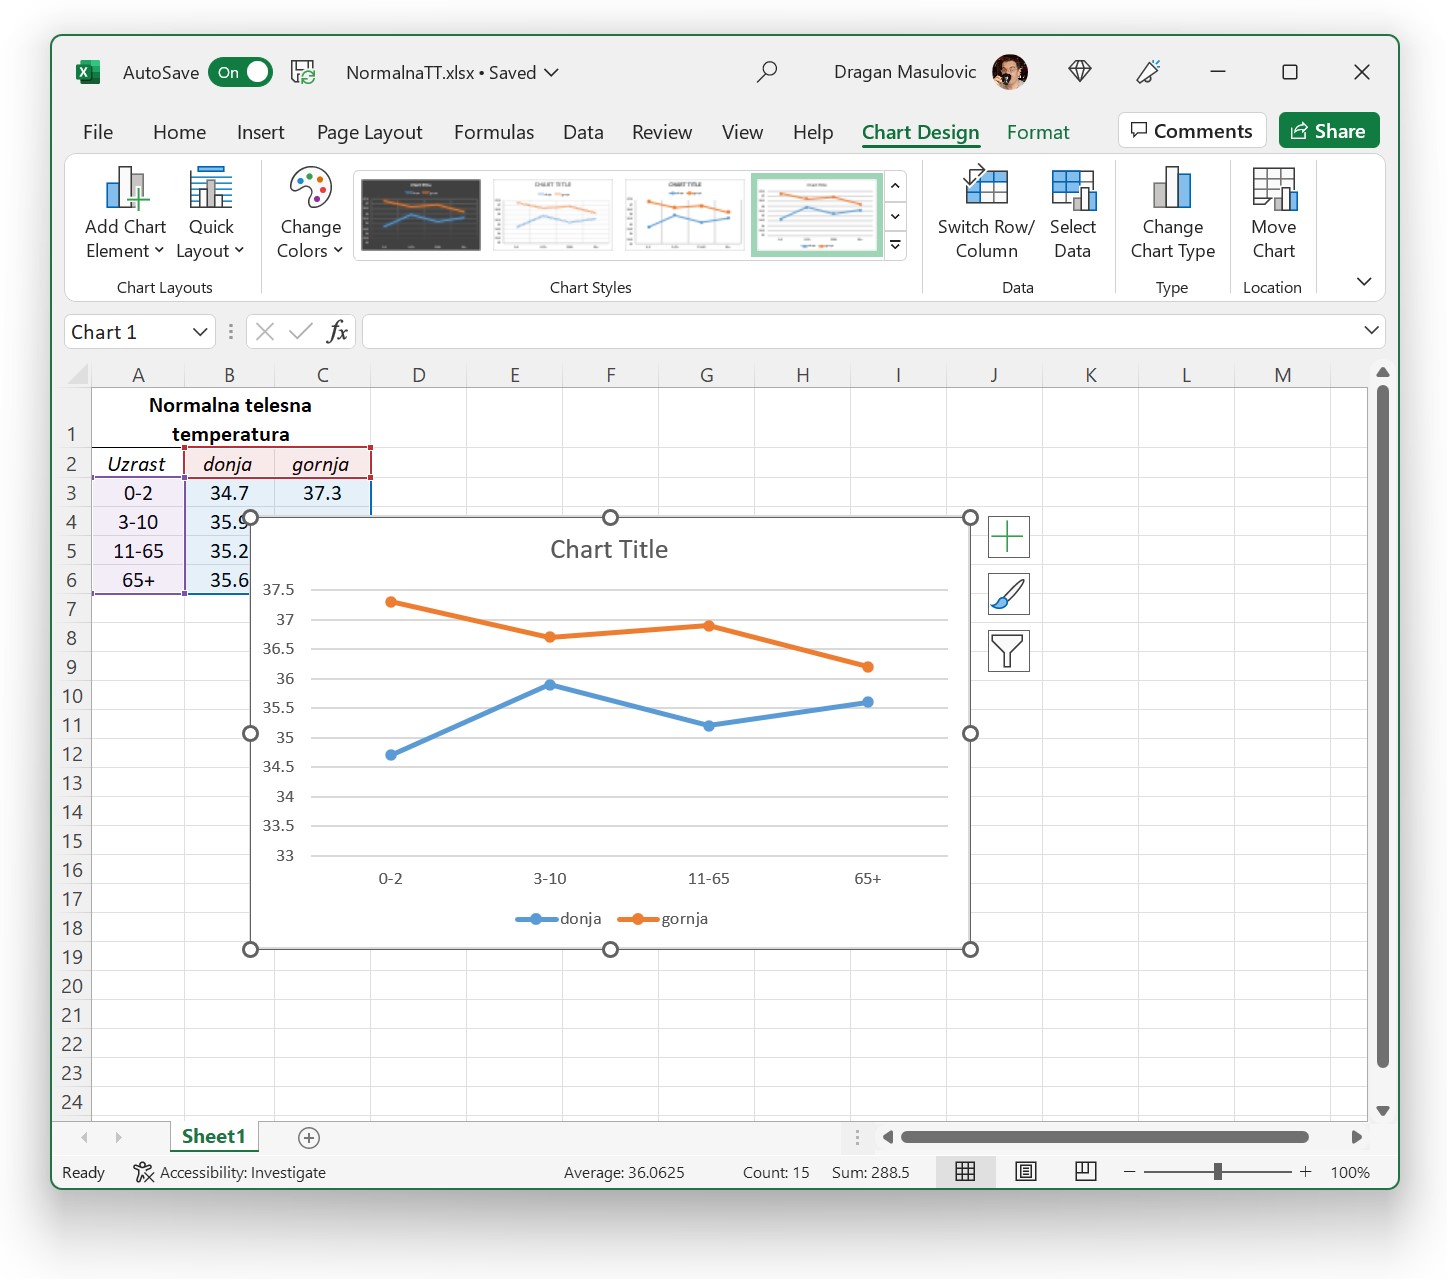 AutoSave On NormalnaTT.xlsx • Saved Dragan Masulovic
File Home Insert Page Layout Formulas Data Review View Help Chart Design Format Comments Share
Add Chart Element
Quick Layout
Chart Layouts
Change Colors
Chart Styles
Switch Row/ Column
Select Data
Data
Change Chart Type
Type
Move Chart
Location
Chart 1 fx
A B C D E F G H I J K L M
Normalna telesna
1 temperatura
2 Uzrast donja gornja
3 0-2 34.7 37.3
4 3-10 35.9
5 11-65 35.2
6 65+ 35.6
7
8
9
10
11
12
13
14
15
16
17
18
19
20
21
22
23
24
Chart Title
37.5
37
36.5
36
35.5
35
34.5
34
33.5
33
0-2 3-10 11-65 65+
donja gornja
Sheet1
Ready Accessibility: Investigate Average: 36.0625 Count: 15 Sum: 288.5 100%